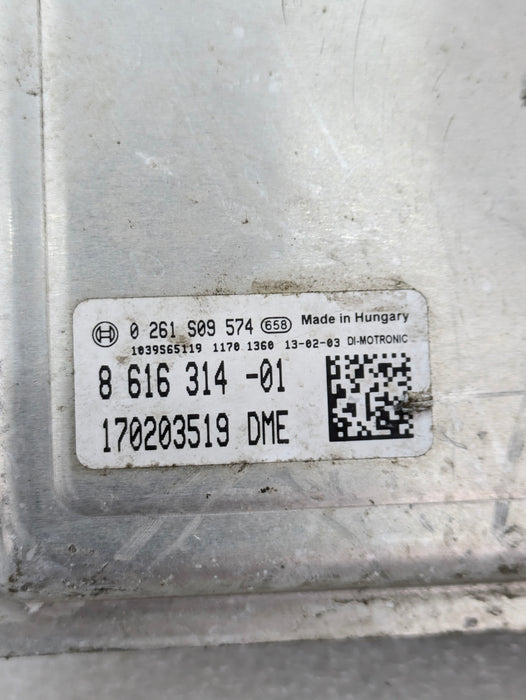 0 261 S09 574 658 Made in Hungary
1039S65119 1170 1360 13-02-03 DI-MOTRONIC
8 616 314 -01
170203519 DME